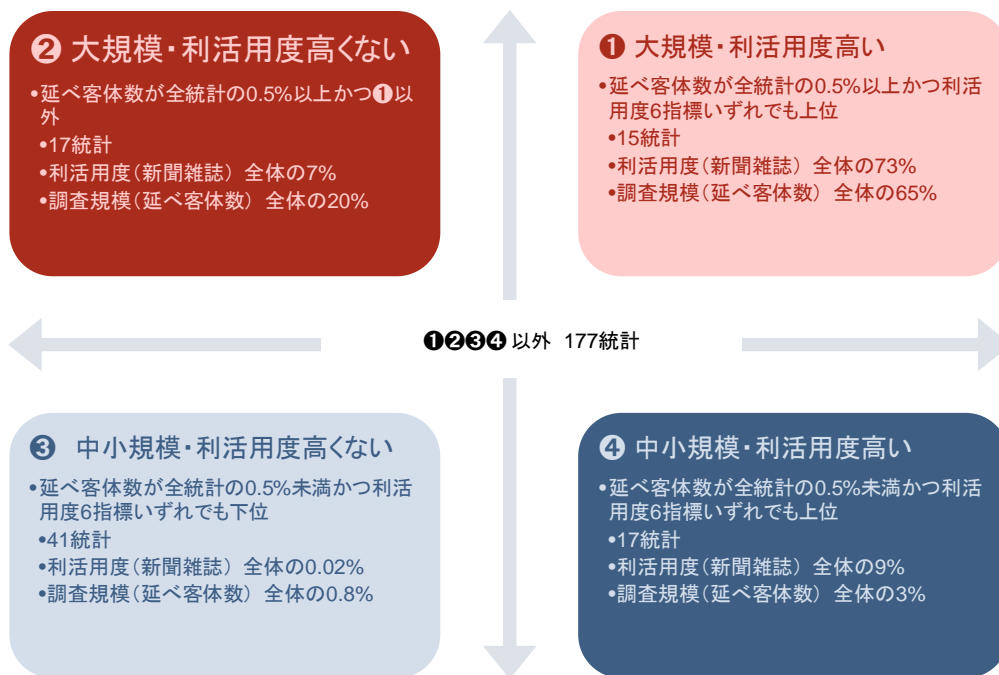 ❷ 大規模・利活用度高くない
•延べ客体数が全統計の0.5%以上かつ❶以
外
•17統計
•利活用度(新聞雑誌) 全体の7%
•調査規模(延べ客体数) 全体の20%
❶ 大規模・利活用度高い
•延べ客体数が全統計の0.5%以上かつ利活
用度6指標いずれでも上位
•15統計
•利活用度(新聞雑誌) 全体の73%
•調査規模(延べ客体数) 全体の65%
❶❷❸❹ 以外 177統計
❸ 中小規模・利活用度高くない
•延べ客体数が全統計の0.5%未満かつ利活
用度6指標いずれでも下位
•41統計
•利活用度(新聞雑誌) 全体の0.02%
•調査規模(延べ客体数) 全体の0.8%
❹ 中小規模・利活用度高い
•延べ客体数が全統計の0.5%未満かつ利活
用度6指標いずれでも上位
•17統計
•利活用度(新聞雑誌) 全体の9%
•調査規模(延べ客体数) 全体の3%